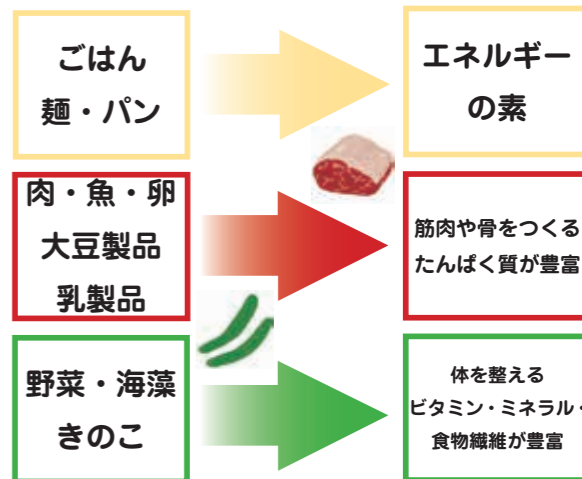 ごはん
麺・パン
エネルギー
の素
肉・魚・卵
大豆製品
乳製品
筋肉や骨をつくる
たんぱく質が豊富
野菜・海藻
きのこ
体を整える
ビタミン・ミネラル・
食物繊維が豊富